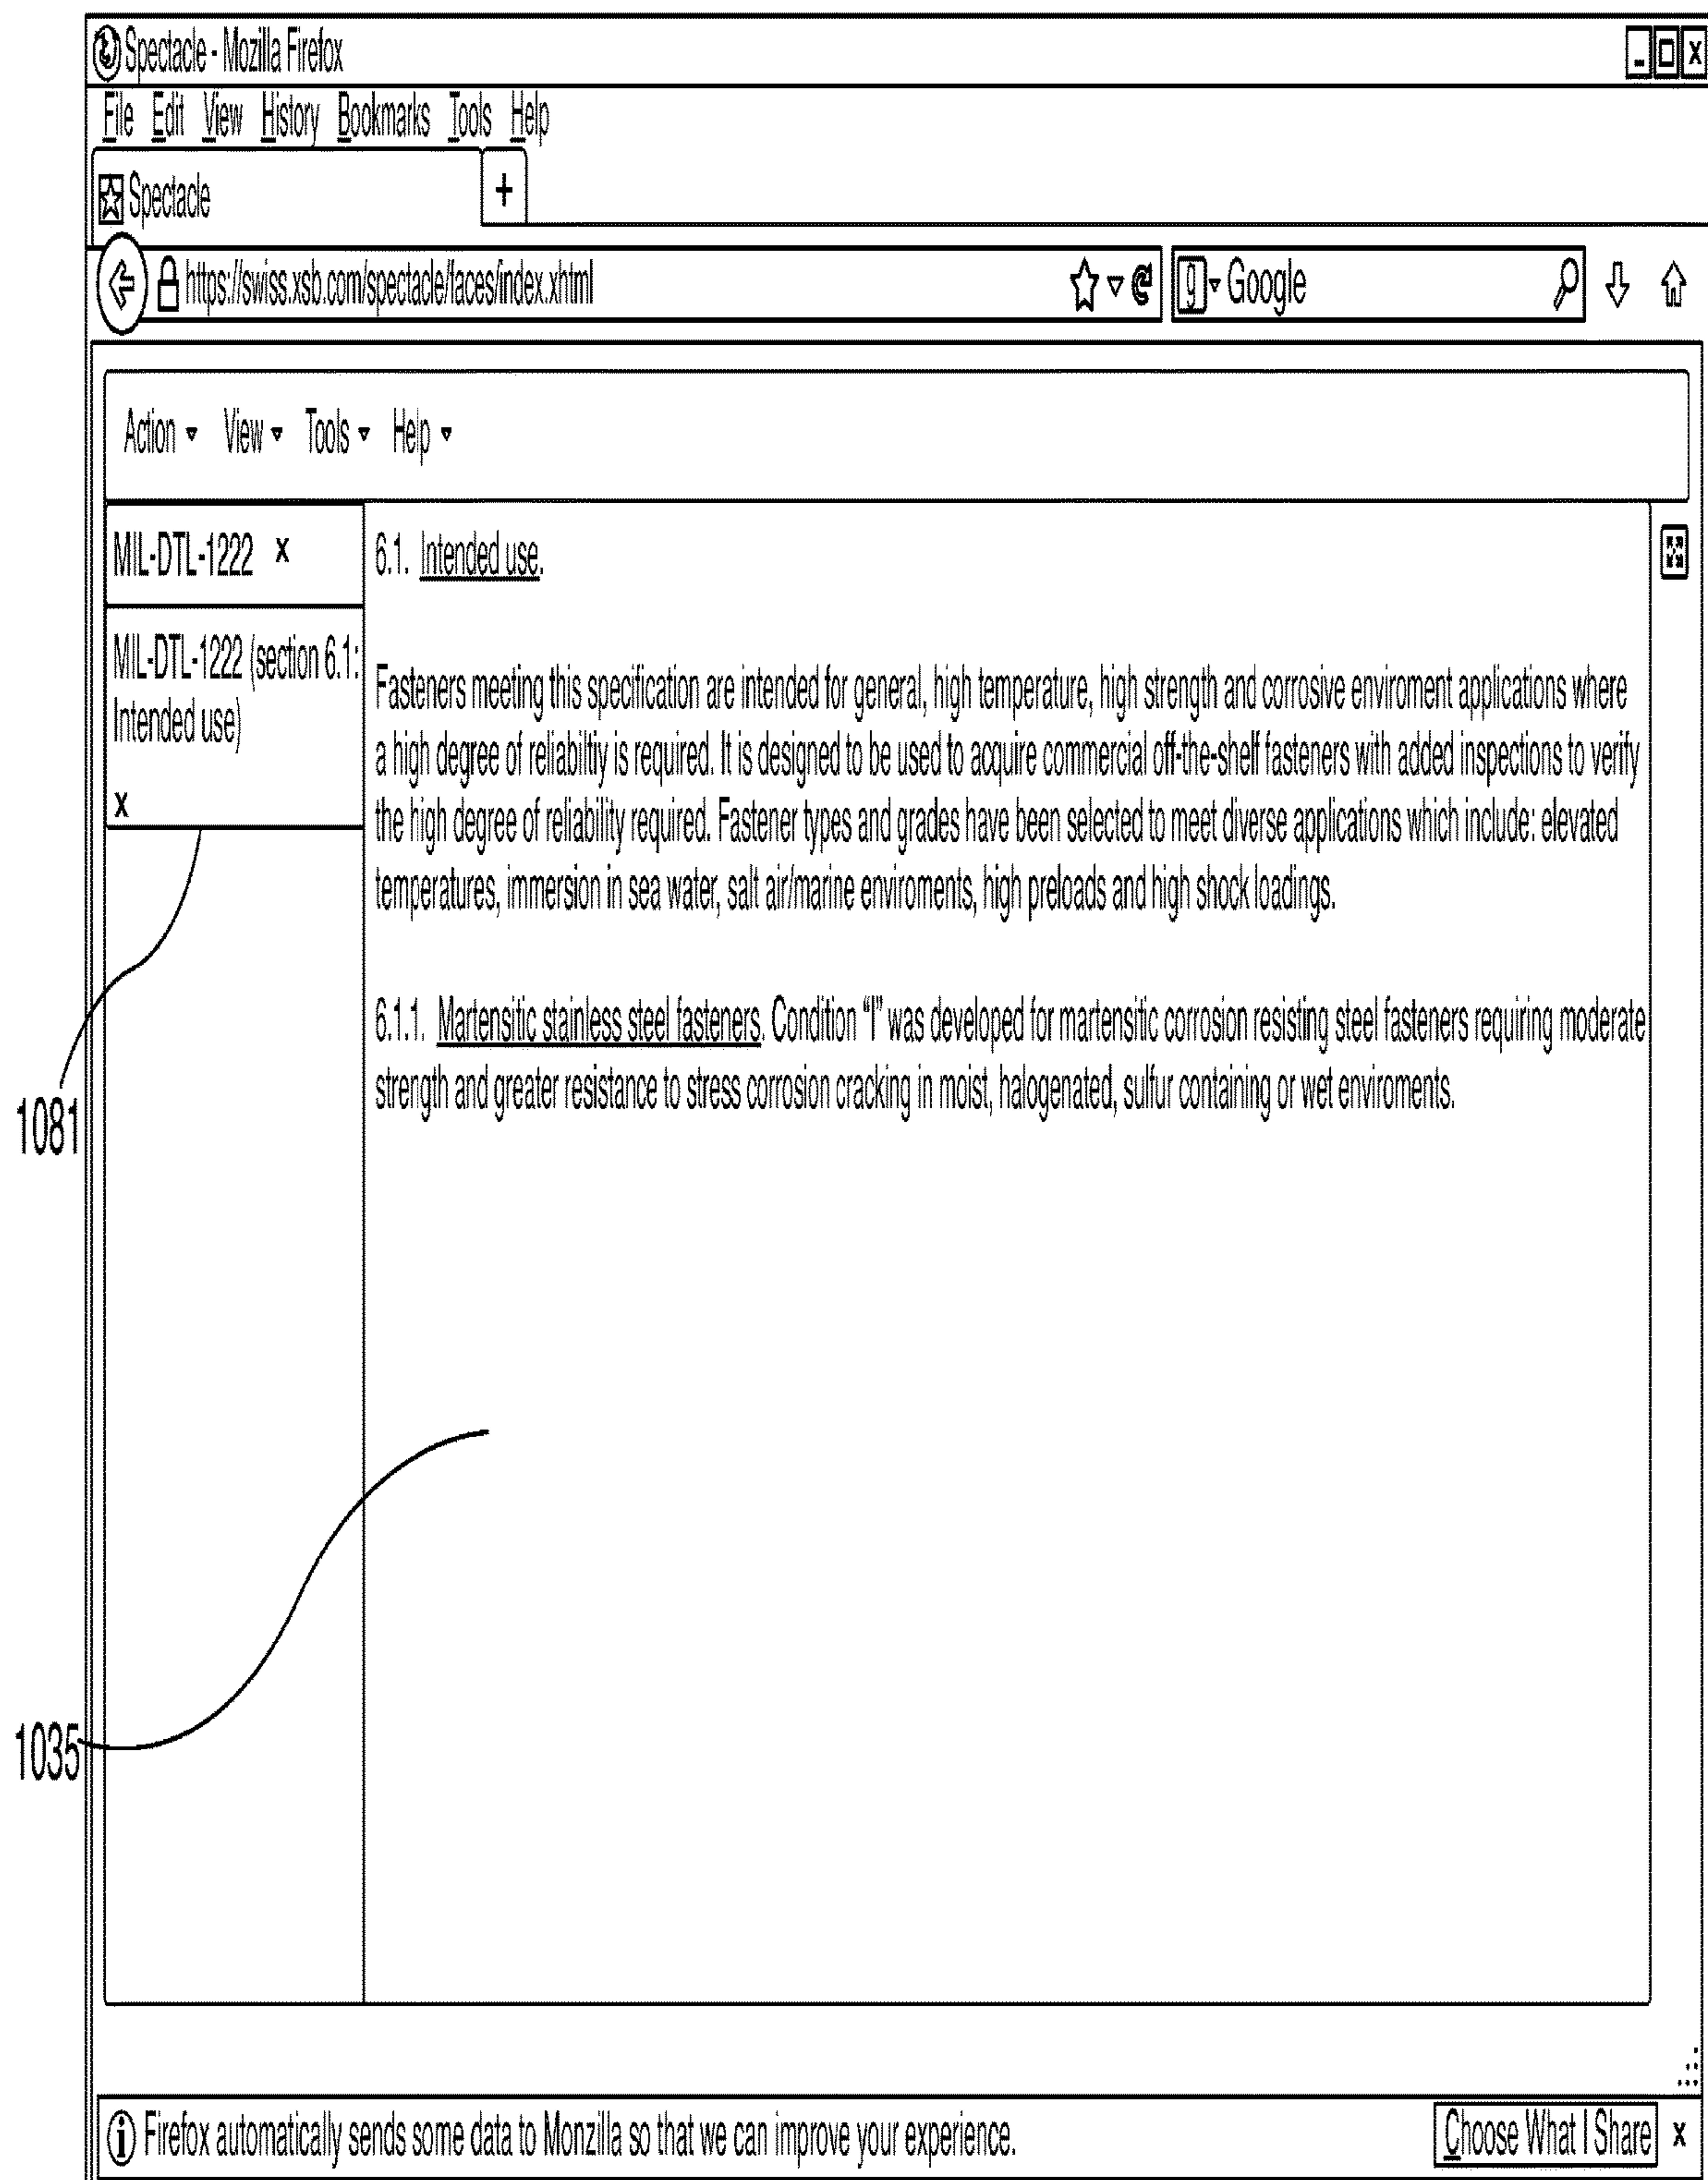 Spectacle - Mozilla Firefox
File Edit View History Bookmarks Tools Help
Spectacle +
https://swiss.xsb.com/spectacle/faces/index.xhtml g Google
Action View Tools Help
MIL-DTL-1222 x
MIL-DTL-1222 (section 6.1:
Intended use)
x
6.1. Intended use.
Fasteners meeting this specification are intended for general, high temperature, high strength and corrosive enviroment applications where
a high degree of reliabiltiy is required. It is designed to be used to acquire commercial off-the-shelf fasteners with added inspections to verify
the high degree of reliability required. Fastener types and grades have been selected to meet diverse applications which include: elevated
temperatures, immersion in sea water, salt air/marine enviroments, high preloads and high shock loadings.
6.1.1. Martensitic stainless steel fasteners. Condition "I" was developed for martensitic corrosion resisting steel fasteners requiring moderate
strength and greater resistance to stress corrosion cracking in moist, halogenated, sulfur containing or wet enviroments.
1081
1035
Firefox automatically sends some data to Monzilla so that we can improve your experience. Choose What I Share x